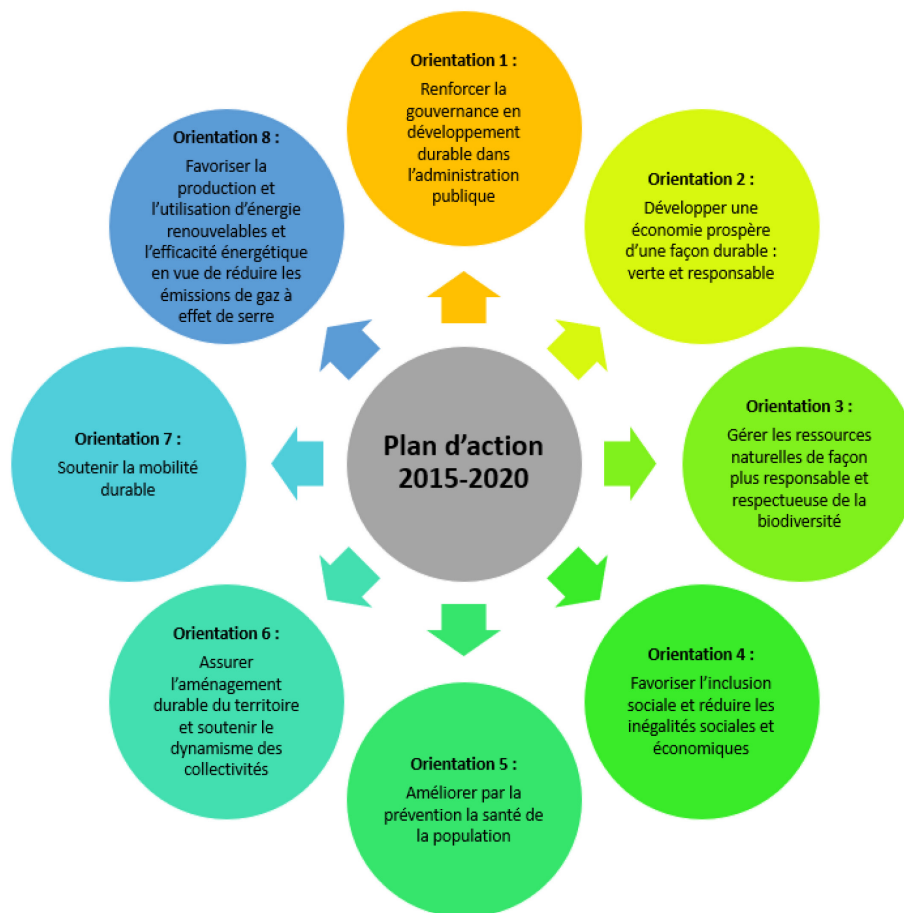 Orientation 1 :
Renforcer la
gouvernance en
développement
durable dans
l'administration
publique
Orientation 2 :
Développer une
économie prospère
d'une façon durable :
verte et responsable
Orientation 3 :
Gérer les ressources
naturelles de façon
plus responsable et
respectueuse de la
biodiversité
Orientation 4 :
Favoriser l'inclusion
sociale et réduire les
inégalités sociales et
économiques
Orientation 5 :
Améliorer par la
prévention la santé de
la population
Orientation 6 :
Assurer
l'aménagement
durable du territoire
et soutenir le
dynamisme des
collectivités
Orientation 7 :
Soutenir la mobilité
durable
Orientation 8 :
Favoriser la
production et
l'utilisation d'énergie
renouvelables et
l'efficacité énergétique
en vue de réduire les
émissions de gaz à
effet de serre
Plan d'action
2015-2020